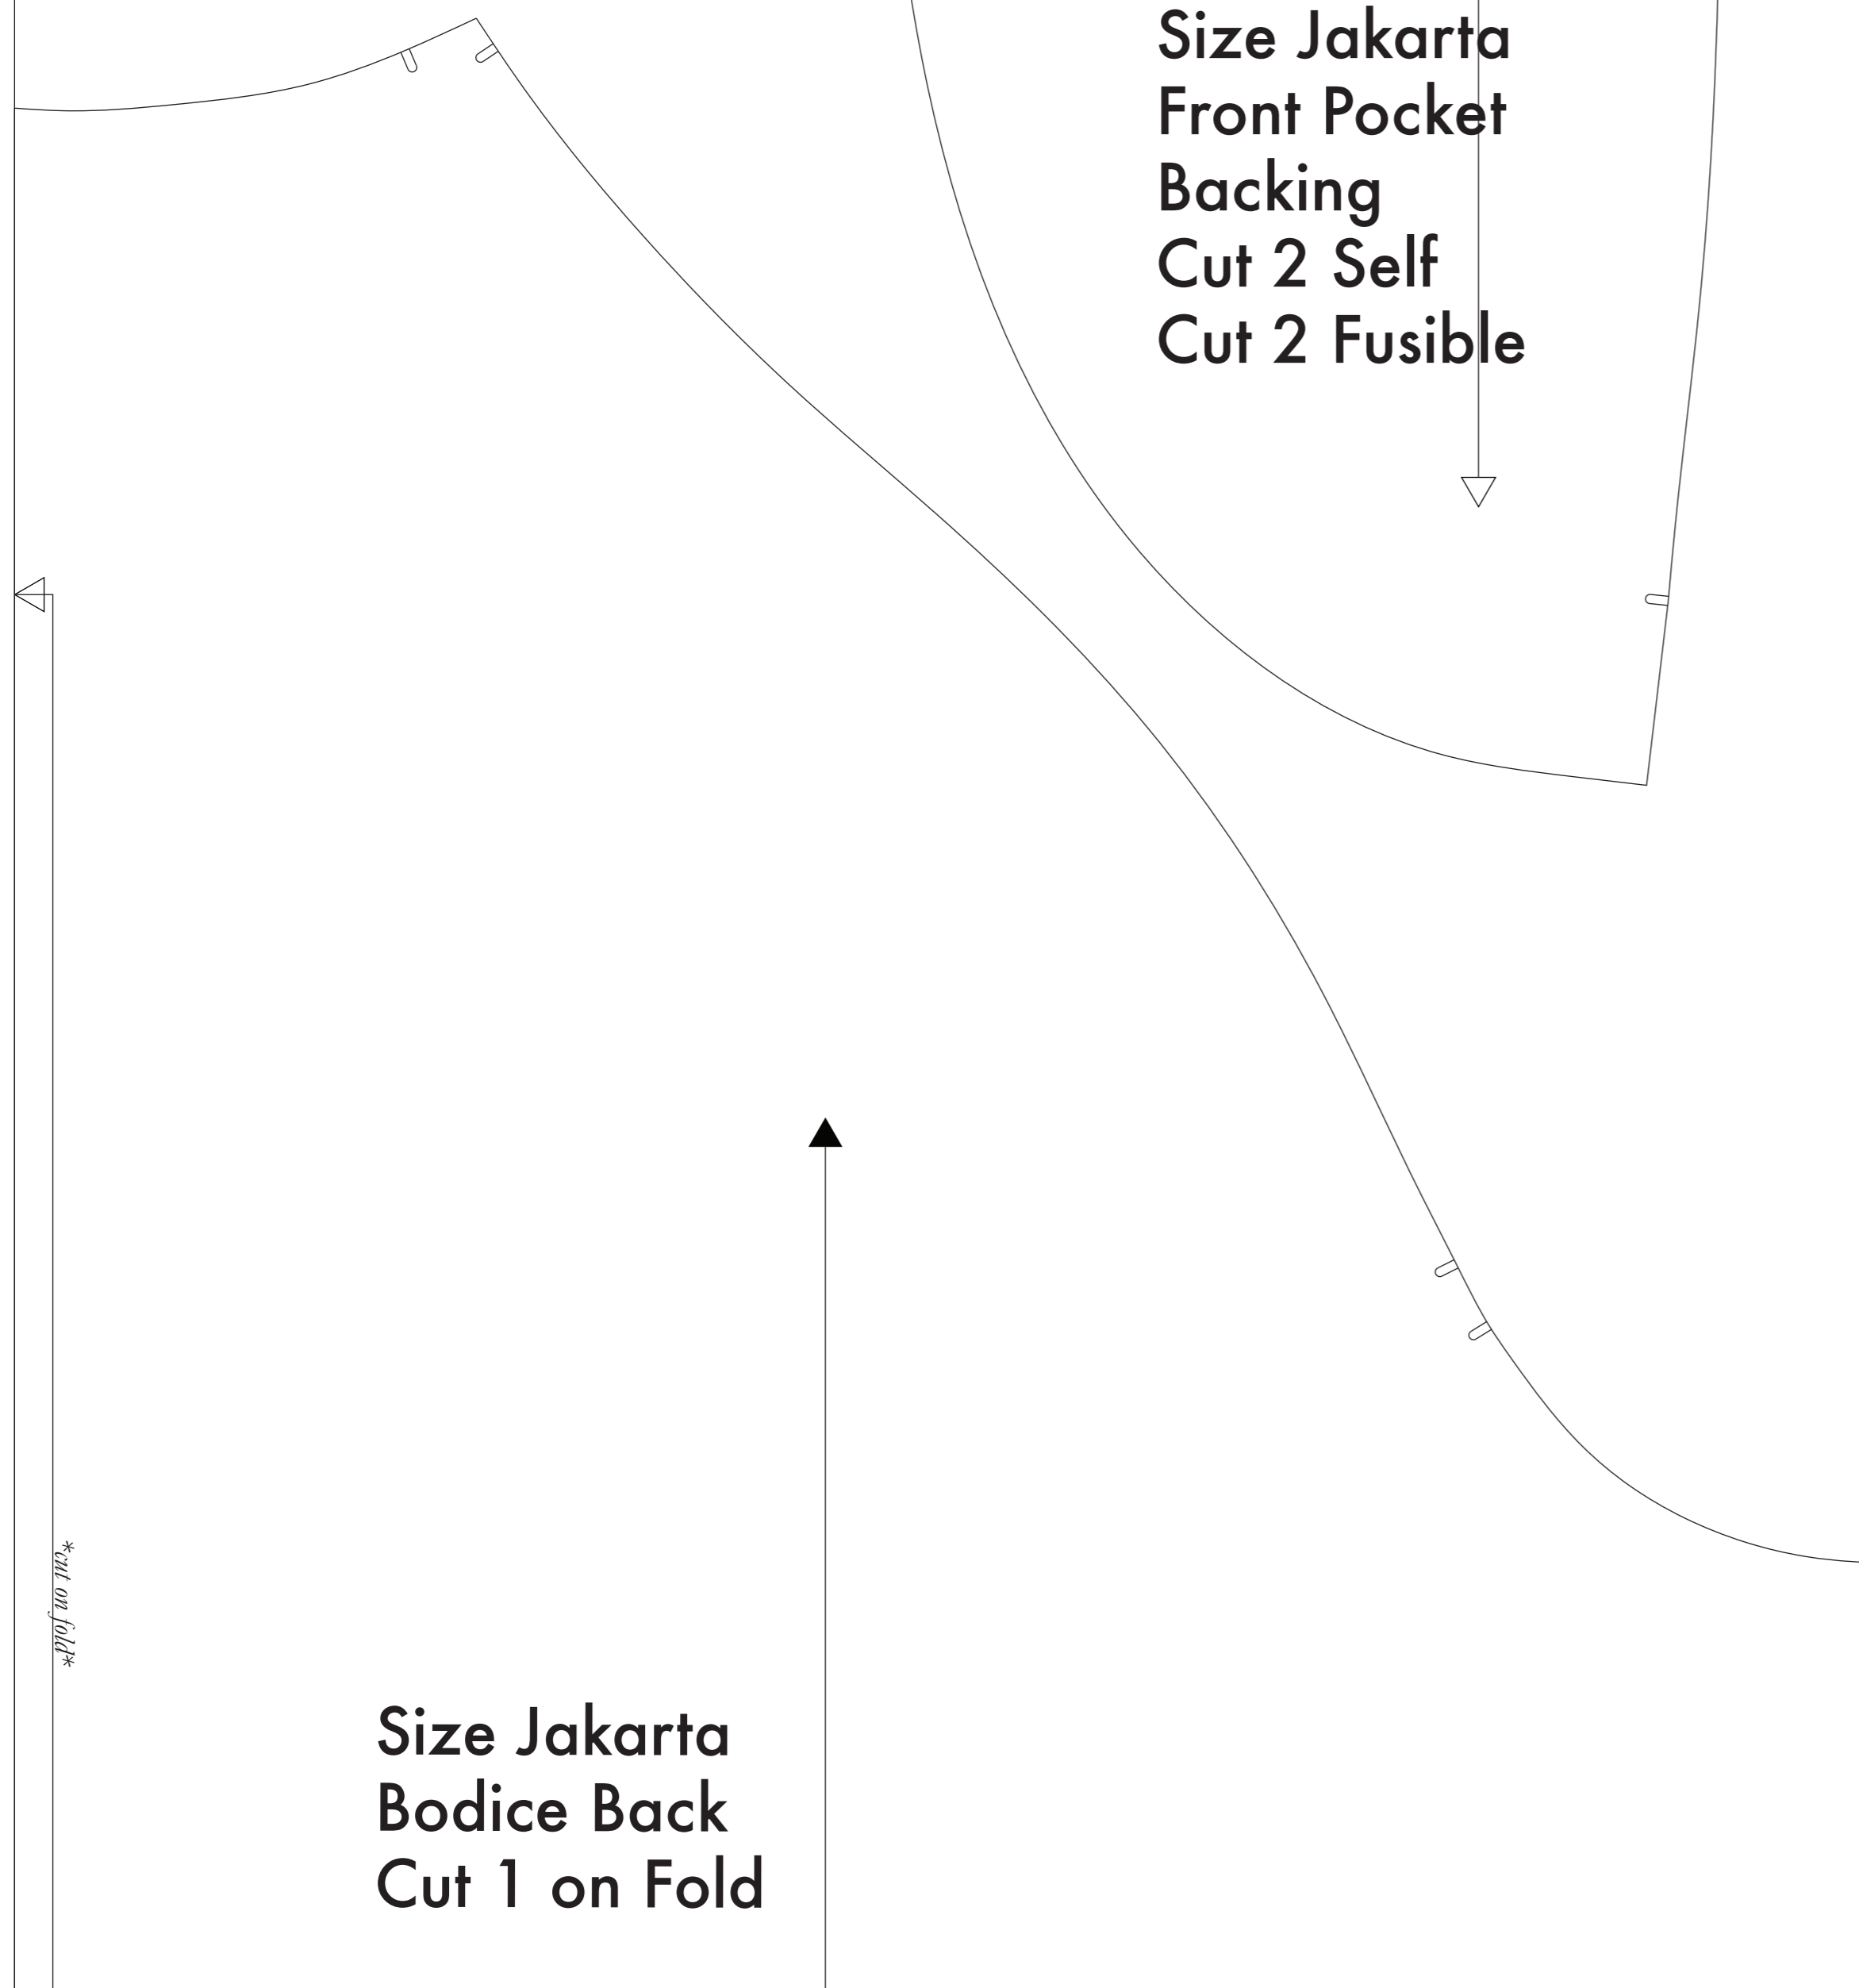 Size Jakarta
Front Pocket
Backing
Cut 2 Self
Cut 2 Fusible
*cut on fold*
Size Jakarta
Bodice Back
Cut 1 on Fold